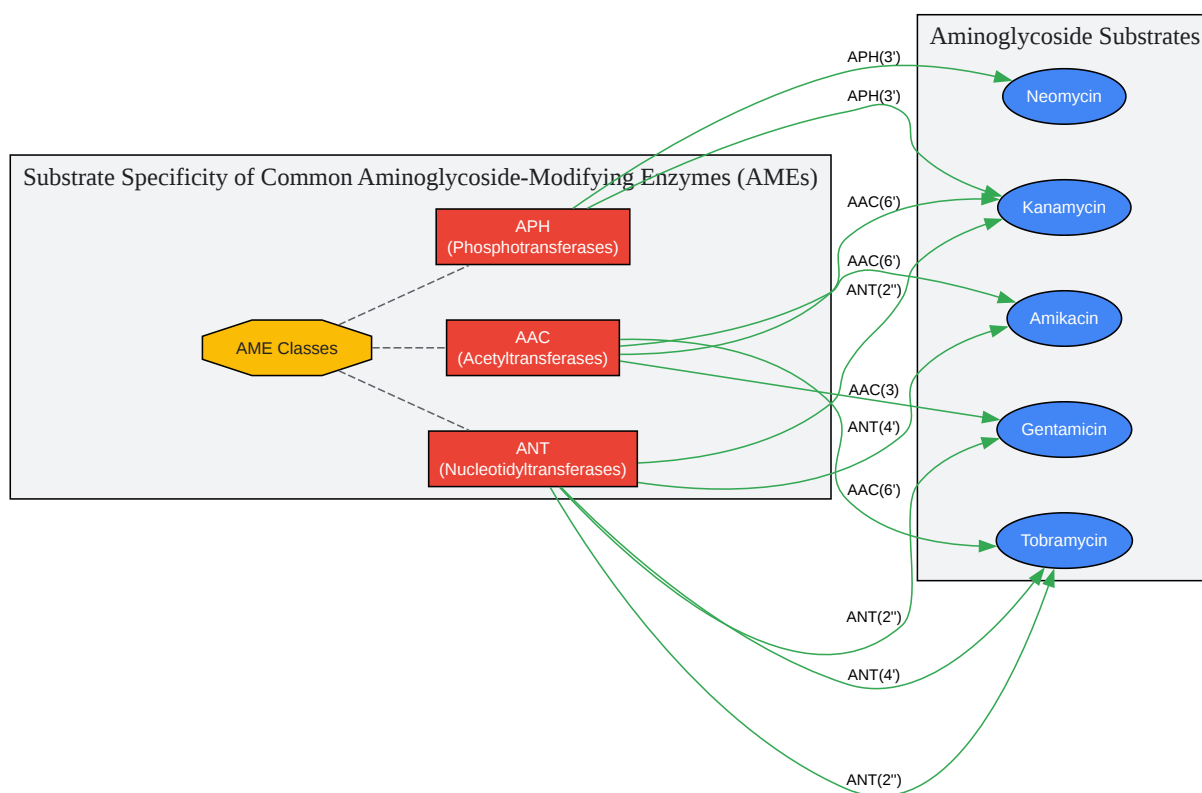 Aminoglycoside Substrates
APH(3')
Neomycin
APH(3')
Substrate Specificity of Common Aminoglycoside-Modifying Enzymes (AMEs)
AAC(6')
Kanamycin
APH
(Phosphotransferases)
AAC(6')
ANT(2'')
Amikacin
AME Classes
AAC
(Acetyltransferases)
AAC(3)
ANT(4')
Gentamicin
ANT
(Nucleotidyltransferases)
AAC(6')
Tobramycin
ANT(2'')
ANT(4')
ANT(2'')